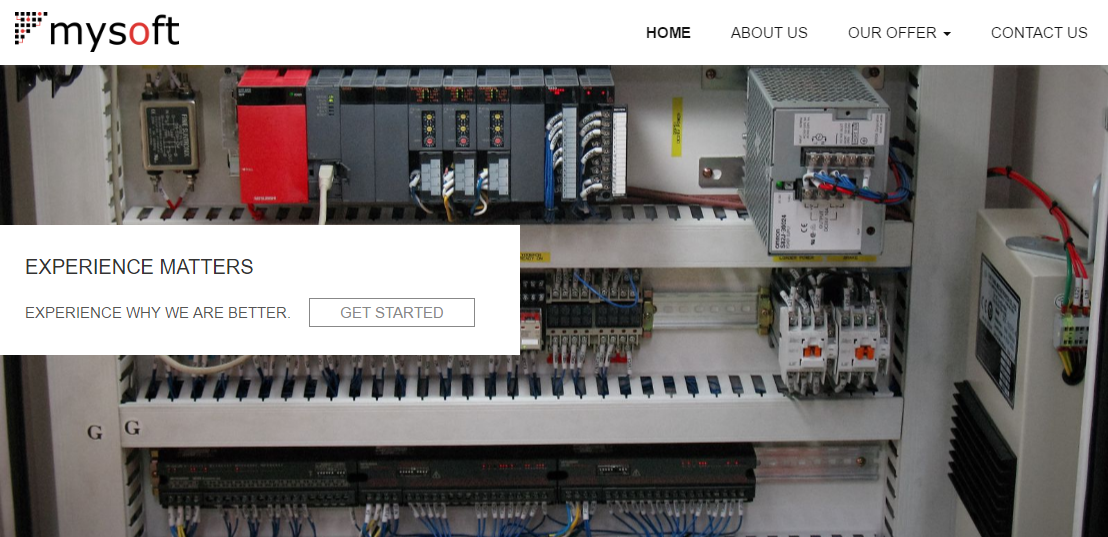 mysoft
HOME
ABOUT US
OUR OFFER
CONTACT US
EXPERIENCE MATTERS
EXPERIENCE WHY WE ARE BETTER.
GET STARTED
G
G